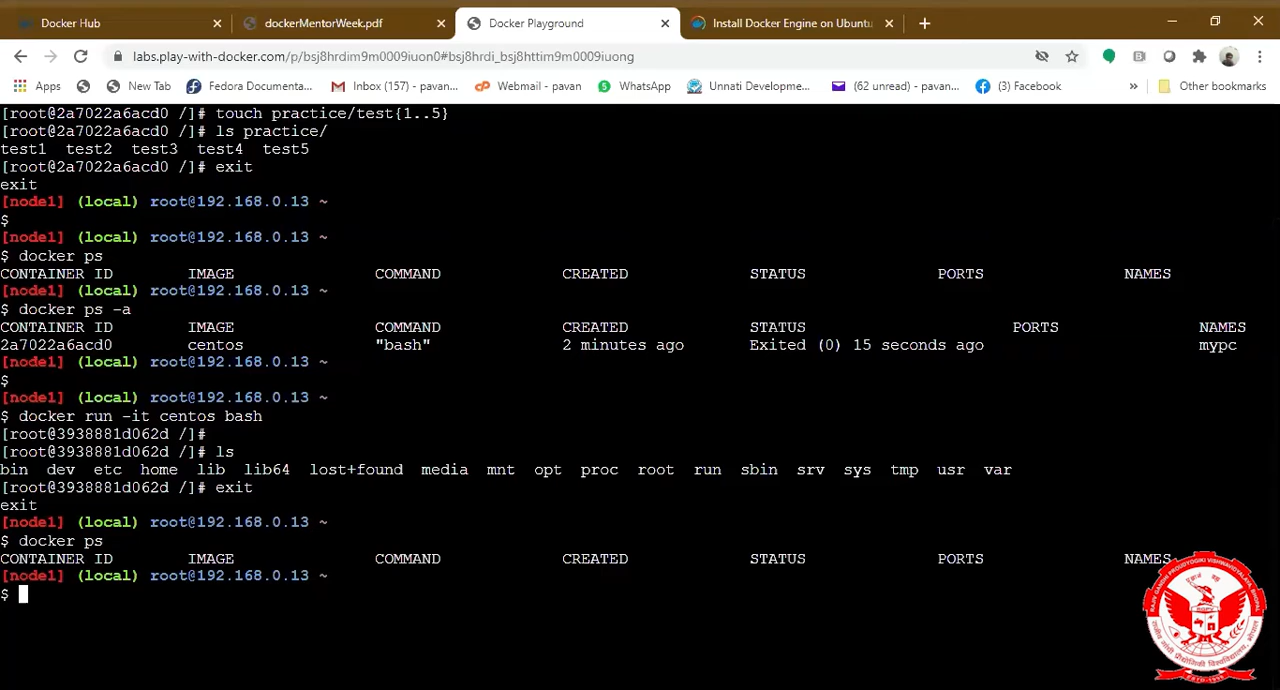 Docker Hub
dockerMentorWeek.pdf
Docker Playground
Install Docker Engine on Ubuntu
labs.play-with-docker.com/p/bsj8hrdim9m0009iuon0#bsj8hrdi_bsj8httim9m0009iuong
Apps New Tab Fedora Documenta... Inbox (157) – pavan... Webmail - pavan WhatsApp Unnati Developme... (62 unread) - pavan... (3) Facebook » Other bookmarks
[root@2a7022a6acd0 /]# touch practice/test{1..5}
[root@2a7022a6acd0 /]# ls practice/
test1 test2 test3 test4 test5
[root@2a7022a6acd0 /]# exit
exit
[node1] (local) root@192.168.0.13 ~
$
[node1] (local) root@192.168.0.13 ~
$ docker ps
CONTAINER ID IMAGE COMMAND CREATED STATUS PORTS NAMES
[node1] (local) root@192.168.0.13 ~
$ docker ps -a
CONTAINER ID IMAGE COMMAND CREATED STATUS PORTS NAMES
2a7022a6acd0 centos "bash" 2 minutes ago Exited (0) 15 seconds ago mypc
[node1] (local) root@192.168.0.13 ~
$
[node1] (local) root@192.168.0.13 ~
$ docker run -it centos bash
[root@3938881d062d /]#
[root@3938881d062d /]# ls
bin dev etc home lib lib64 lost+found media mnt opt proc root run sbin srv sys tmp usr var
[root@3938881d062d /]# exit
exit
[node1] (local) root@192.168.0.13 ~
$ docker ps
CONTAINER ID IMAGE COMMAND CREATED STATUS PORTS NAMES
[node1] (local) root@192.168.0.13 ~
$
RAJIV GANDHI PROUDYOGIKI VISHWAVIDYALAYA, BHOPAL